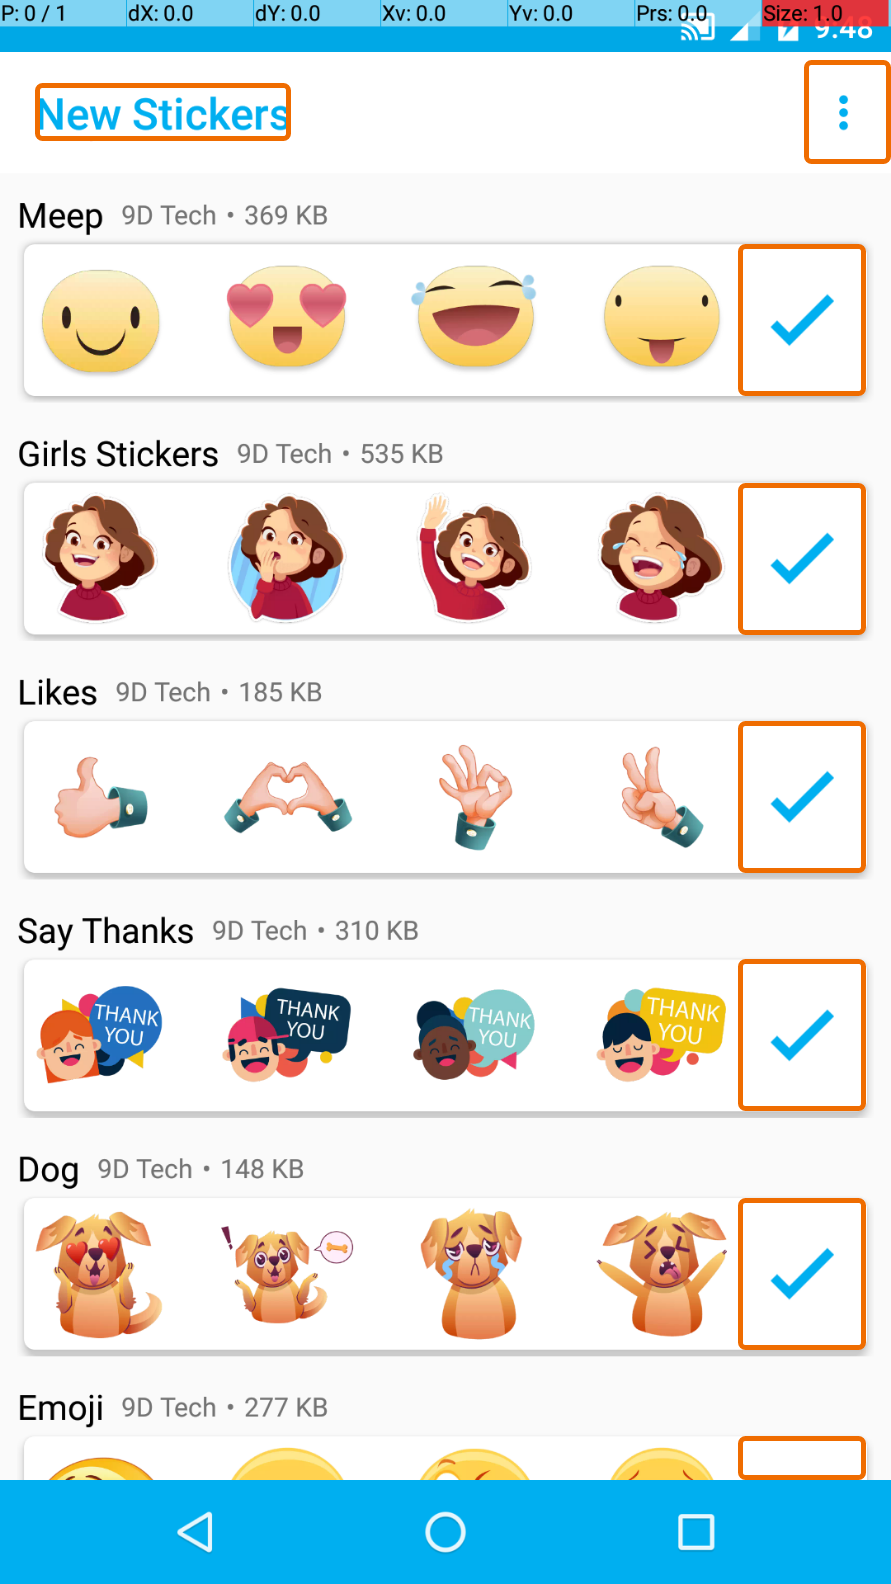 P: 0 / 1 dX: 0.0 dY: 0.0 Xv: 0.0 Yv: 0.0 Prs: 0.0 Size: 1.0
9:48
New Stickers
Meep 9D Tech • 369 KB
Girls Stickers 9D Tech • 535 KB
Likes 9D Tech • 185 KB
Say Thanks 9D Tech • 310 KB
THANK YOU
THANK YOU
THANK YOU
THANK YOU
Dog 9D Tech • 148 KB
!
Emoji 9D Tech • 277 KB